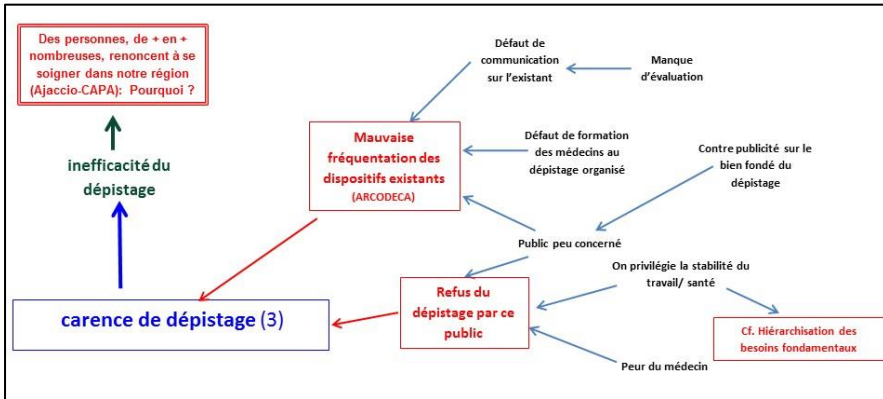 Des personnes, de + en +
nombreuses, renoncent à se
soigner dans notre région
(Ajaccio-CAPA): Pourquoi ?
inefficacité du
dépistage
carence de dépistage (3)
Mauvaise
fréquentation des
dispositifs existants
(ARCODECA)
Refus du
dépistage par ce
public
Défaut de
communication
sur l'existant
Manque
d'évaluation
Défaut de formation
des médecins au
dépistage organisé
Contre publicité sur le
bien fondé du
dépistage
Public peu concerné
On privilégie la stabilité du
travail/ santé
Cf. Hiérarchisation des
besoins fondamentaux
Peur du médecin